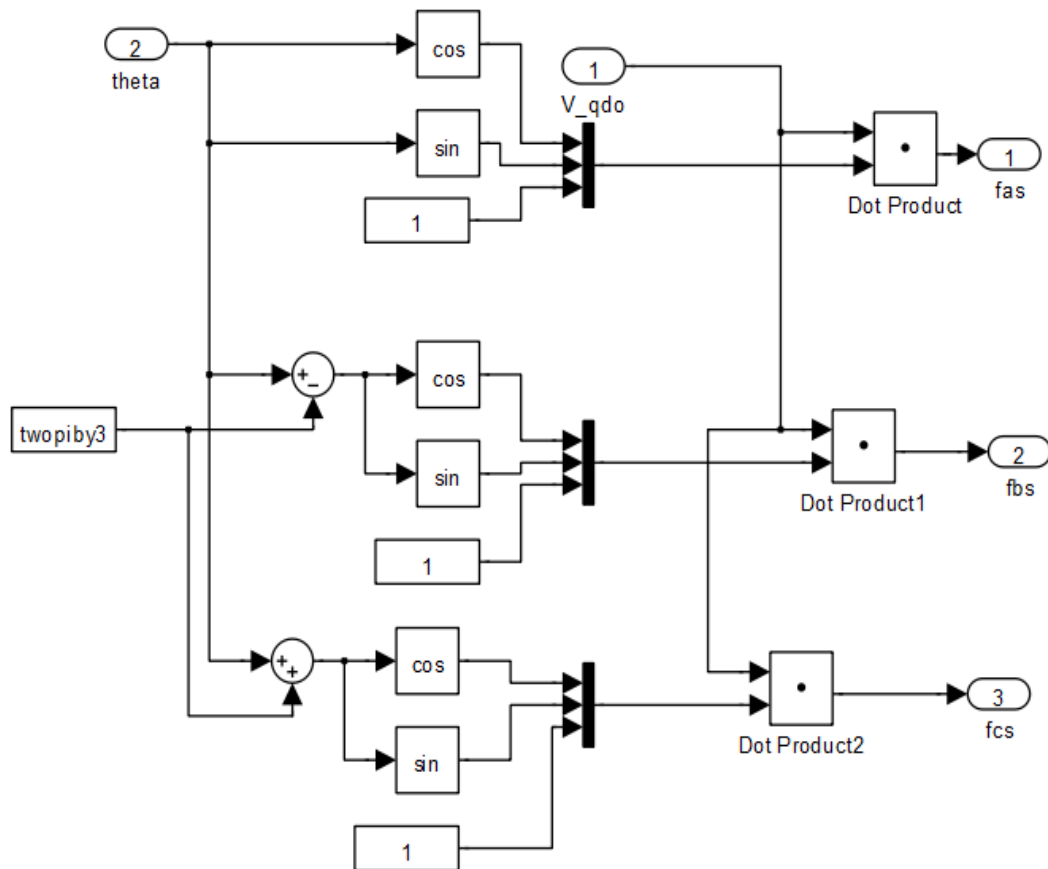 2
theta
cos
1
V_qdo
sin
1
Dot Product
1
fas
twopiby3
+
−
cos
sin
1
Dot Product1
2
fbs
+
+
cos
sin
1
Dot Product2
3
fcs